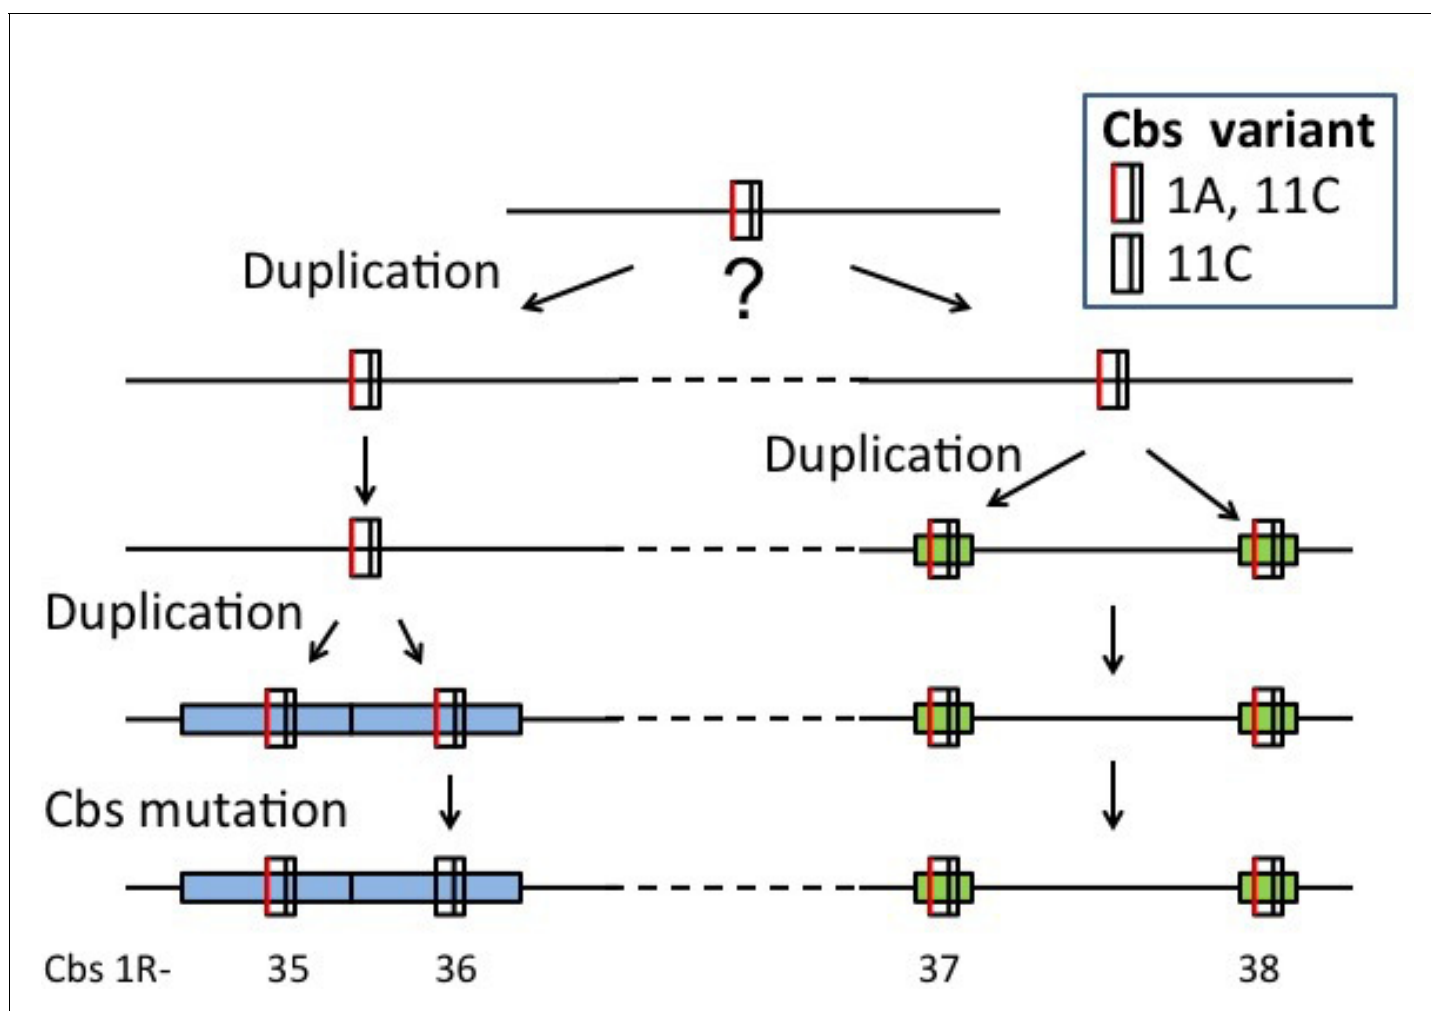 Cbs variant
1A, 11C
11C
Duplication
?
Duplication
Duplication
Cbs mutation
Cbs 1R- 35 36 37 38